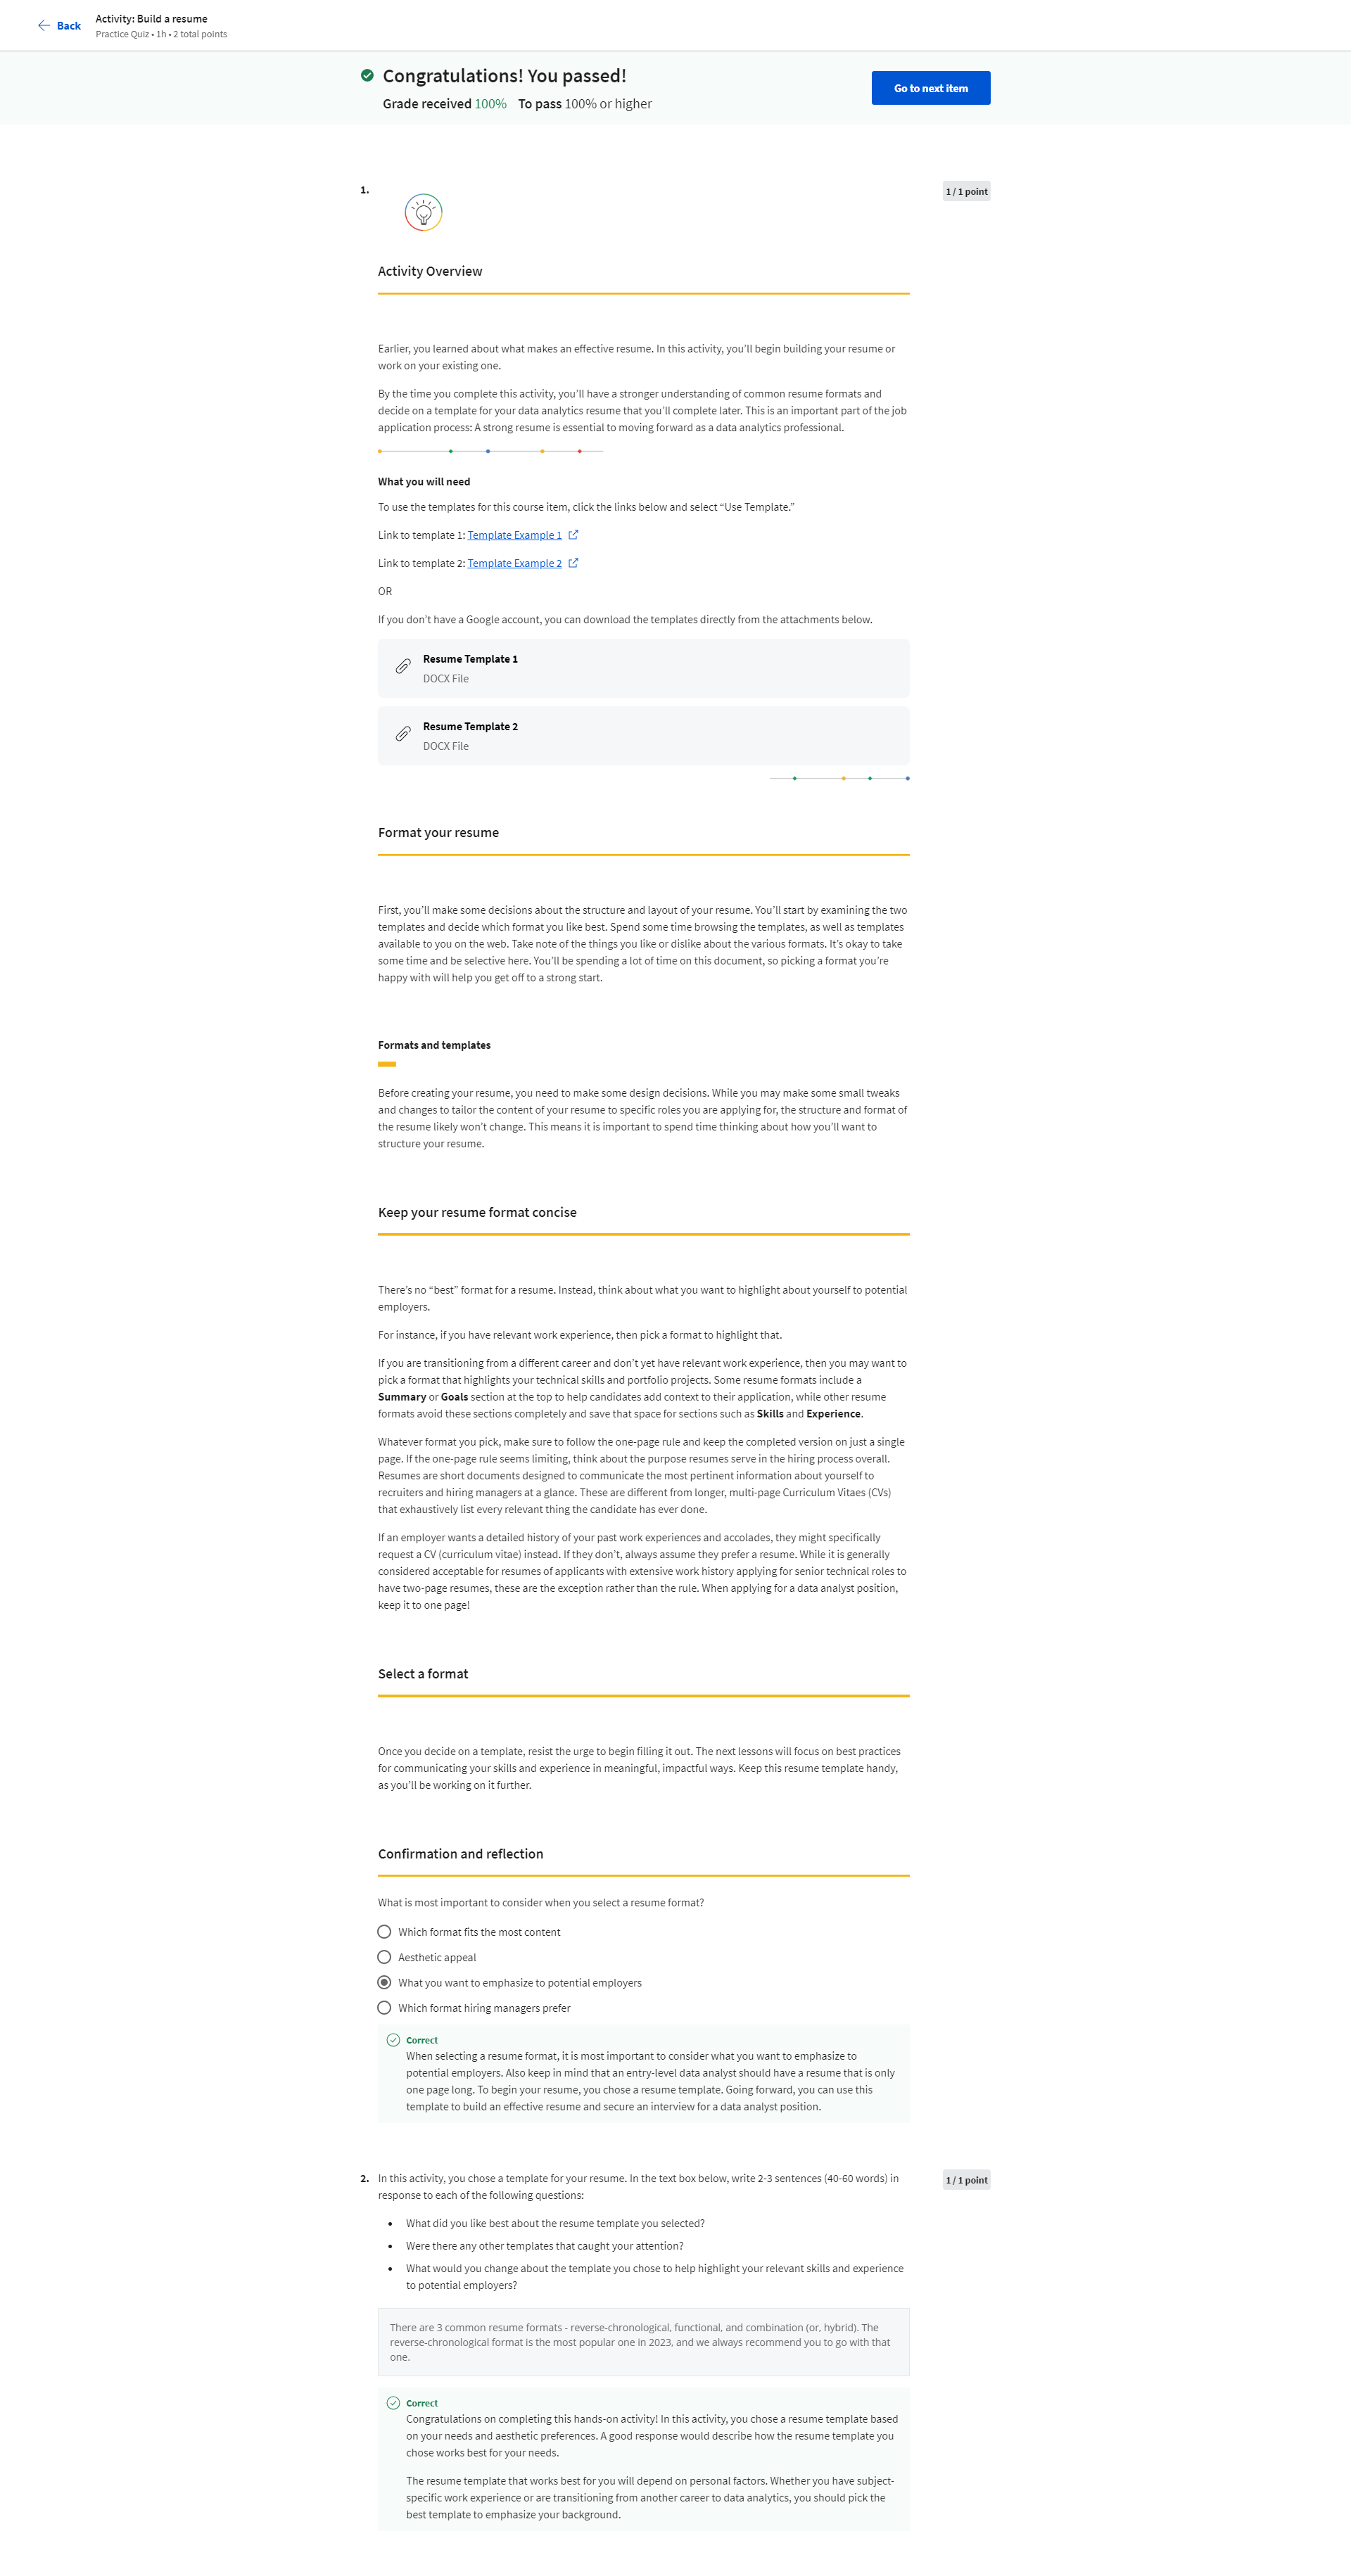 Back
Activity: Build a resume
Practice Quiz • 1h • 2 total points
Congratulations! You passed!
Grade received 100% To pass 100% or higher
Go to next item
1.
1 / 1 point
Activity Overview
Earlier, you learned about what makes an effective resume. In this activity, you’ll begin building your resume or
work on your existing one.
By the time you complete this activity, you’ll have a stronger understanding of common resume formats and
decide on a template for your data analytics resume that you’ll complete later. This is an important part of the job
application process: A strong resume is essential to moving forward as a data analytics professional.
What you will need
To use the templates for this course item, click the links below and select “Use Template.”
Link to template 1: Template Example 1
Link to template 2: Template Example 2
OR
If you don’t have a Google account, you can download the templates directly from the attachments below.
Resume Template 1
DOCX File
Resume Template 2
DOCX File
Format your resume
First, you’ll make some decisions about the structure and layout of your resume. You’ll start by examining the two
templates and decide which format you like best. Spend some time browsing the templates, as well as templates
available to you on the web. Take note of the things you like or dislike about the various formats. It’s okay to take
some time and be selective here. You’ll be spending a lot of time on this document, so picking a format you’re
happy with will help you get off to a strong start.
Formats and templates
Before creating your resume, you need to make some design decisions. While you may make some small tweaks
and changes to tailor the content of your resume to specific roles you are applying for, the structure and format of
the resume likely won’t change. This means it is important to spend time thinking about how you’ll want to
structure your resume.
Keep your resume format concise
There’s no “best” format for a resume. Instead, think about what you want to highlight about yourself to potential
employers.
For instance, if you have relevant work experience, then pick a format to highlight that.
If you are transitioning from a different career and don’t yet have relevant work experience, then you may want to
pick a format that highlights your technical skills and portfolio projects. Some resume formats include a
Summary or Goals section at the top to help candidates add context to their application, while other resume
formats avoid these sections completely and save that space for sections such as Skills and Experience.
Whatever format you pick, make sure to follow the one-page rule and keep the completed version on just a single
page. If the one-page rule seems limiting, think about the purpose resumes serve in the hiring process overall.
Resumes are short documents designed to communicate the most pertinent information about yourself to
recruiters and hiring managers at a glance. These are different from longer, multi-page Curriculum Vitaes (CVs)
that exhaustively list every relevant thing the candidate has ever done.
If an employer wants a detailed history of your past work experiences and accolades, they might specifically
request a CV (curriculum vitae) instead. If they don’t, always assume they prefer a resume. While it is generally
considered acceptable for resumes of applicants with extensive work history applying for senior technical roles to
have two-page resumes, these are the exception rather than the rule. When applying for a data analyst position,
keep it to one page!
Select a format
Once you decide on a template, resist the urge to begin filling it out. The next lessons will focus on best practices
for communicating your skills and experience in meaningful, impactful ways. Keep this resume template handy,
as you’ll be working on it further.
Confirmation and reflection
What is most important to consider when you select a resume format?
Which format fits the most content
Aesthetic appeal
What you want to emphasize to potential employers
Which format hiring managers prefer
Correct
When selecting a resume format, it is most important to consider what you want to emphasize to
potential employers. Also keep in mind that an entry-level data analyst should have a resume that is only
one page long. To begin your resume, you chose a resume template. Going forward, you can use this
template to build an effective resume and secure an interview for a data analyst position.
2.
In this activity, you chose a template for your resume. In the text box below, write 2-3 sentences (40-60 words) in
response to each of the following questions:
1 / 1 point
• What did you like best about the resume template you selected?
• Were there any other templates that caught your attention?
• What would you change about the template you chose to help highlight your relevant skills and experience
to potential employers?
There are 3 common resume formats - reverse-chronological, functional, and combination (or, hybrid). The
reverse-chronological format is the most popular one in 2023, and we always recommend you to go with that
one.
Correct
Congratulations on completing this hands-on activity! In this activity, you chose a resume template based
on your needs and aesthetic preferences. A good response would describe how the resume template you
chose works best for your needs.
The resume template that works best for you will depend on personal factors. Whether you have subject-
specific work experience or are transitioning from another career to data analytics, you should pick the
best template to emphasize your background.